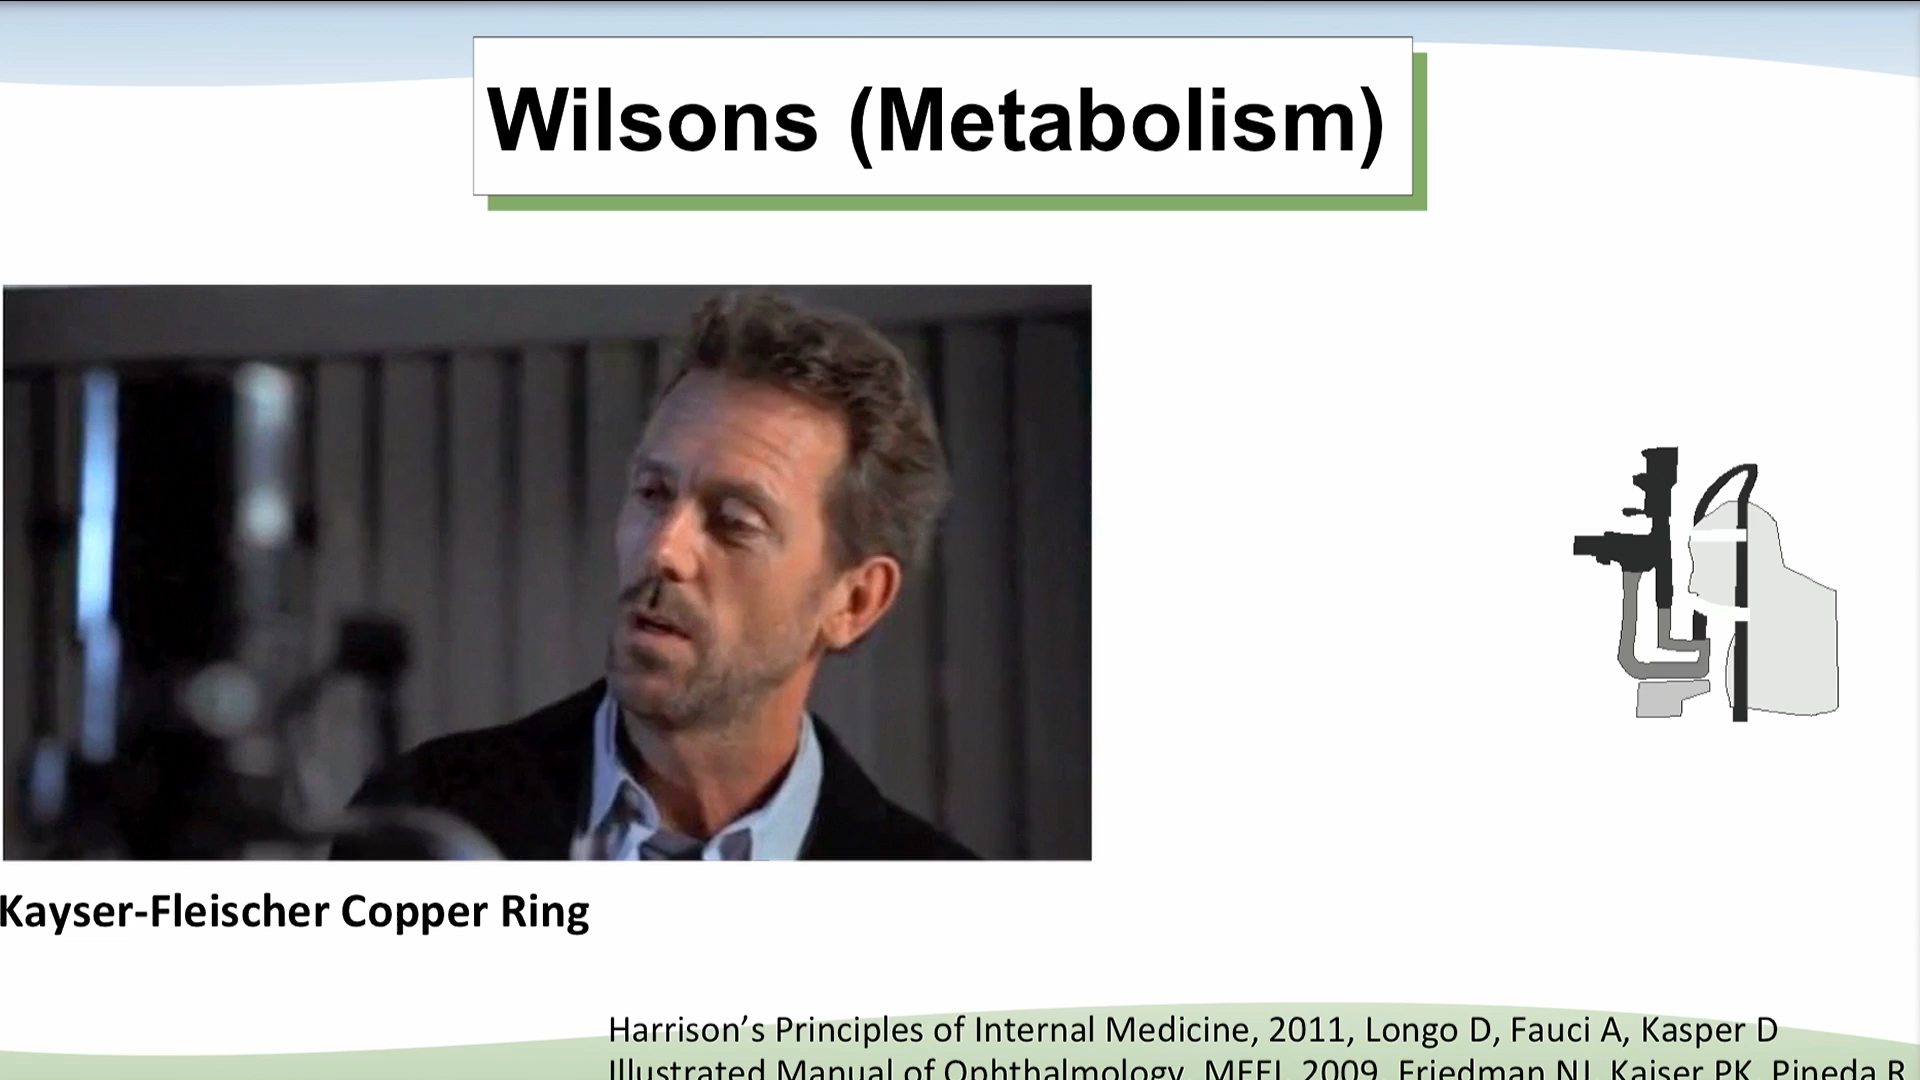 Wilsons (Metabolism)
Kayser-Fleischer Copper Ring
Harrison’s Principles of Internal Medicine, 2011, Longo D, Fauci A, Kasper D
Illustrated Manual of Ophthalmology, MEEI, 2009, Friedman NJ, Kaiser PK, Pineda R